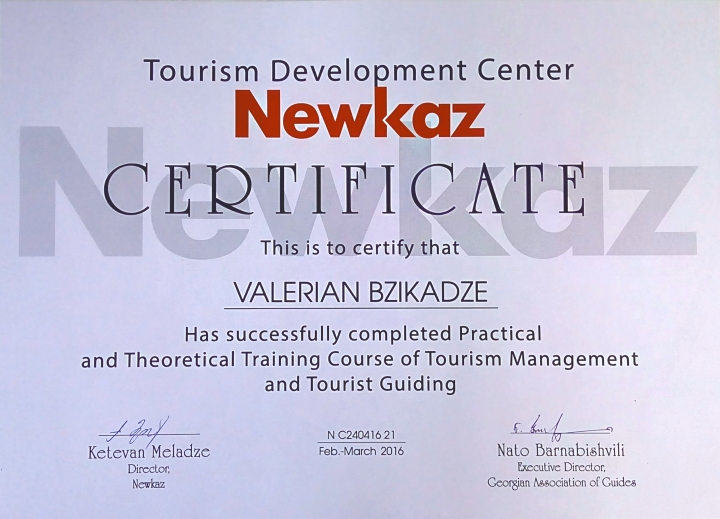 Tourism Development Center
Newkaz
Newkaz
CERTIFICATE
This is to certify that
VALERIAN BZIKADZE
Has successfully completed Practical
and Theoretical Training Course of Tourism Management
and Tourist Guiding
Ketevan Meladze
Director,
Newkaz
N C240416 21
Feb.-March 2016
Nato Barnabishvili
Executive Director,
Georgian Association of Guides